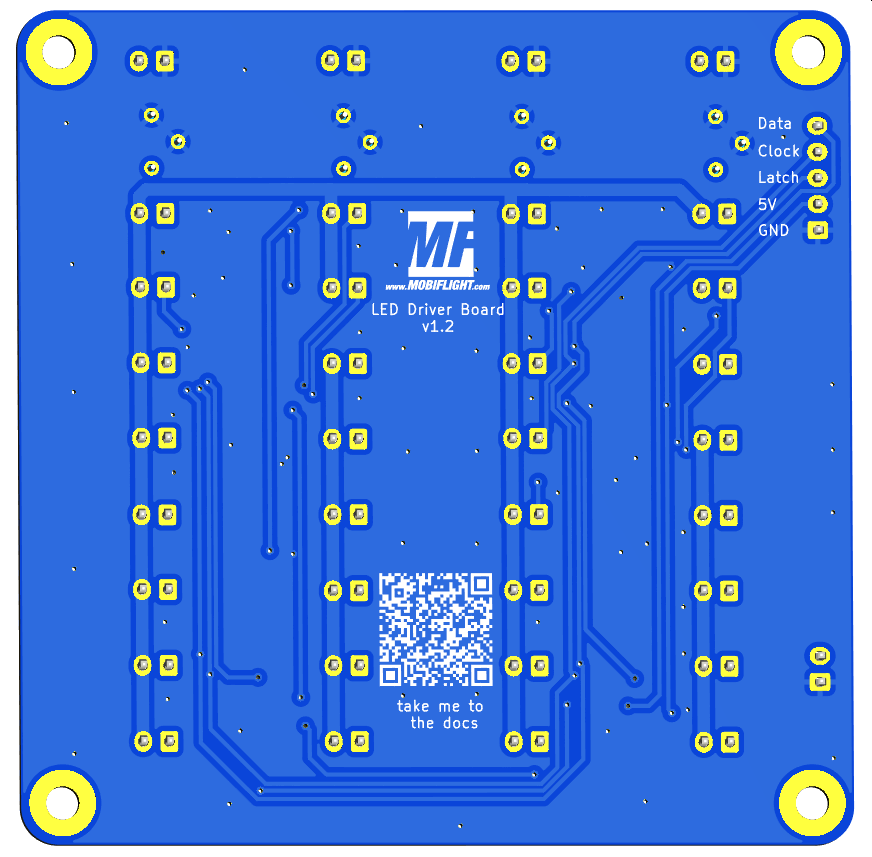 Data
Clock
Latch
5V
GND
MF
www.MOBIFLIGHT.com
LED Driver Board
v1.2
take me to
the docs